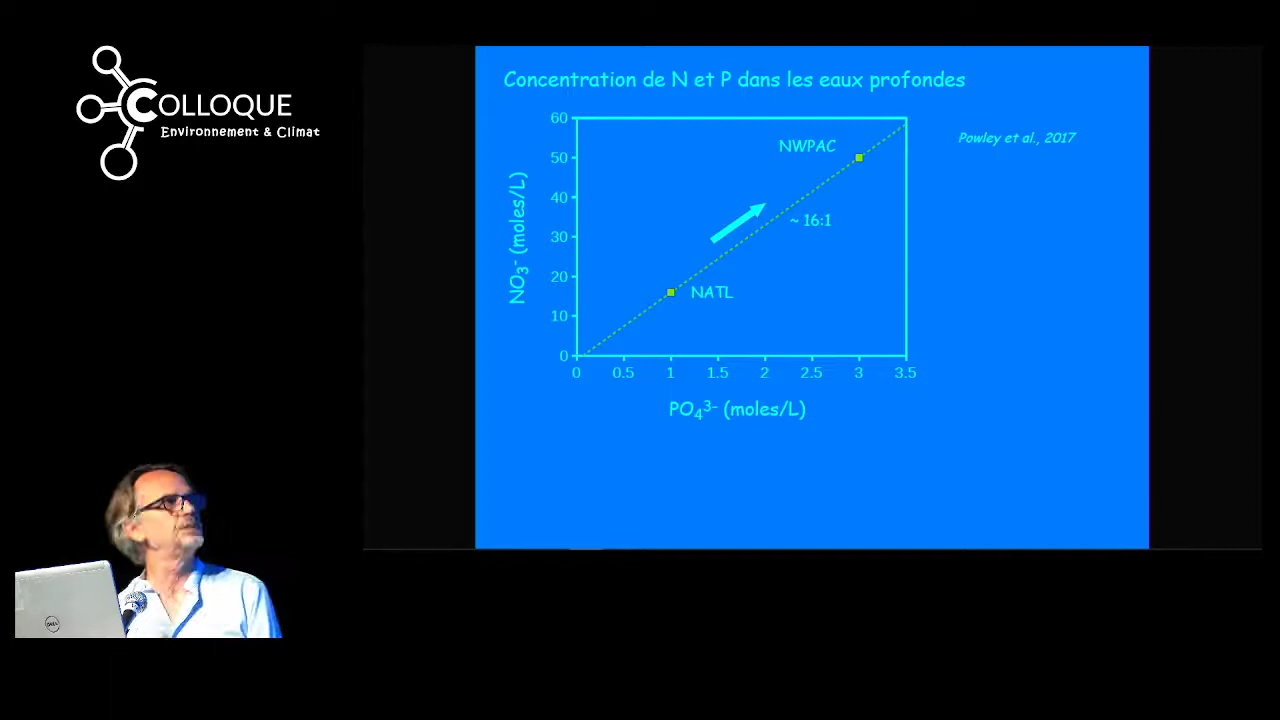 COLLOQUE
Environnement & Climat
Concentration de N et P dans les eaux profondes
Powley et al., 2017
NO₃⁻ (moles/L)
60
50
40
30
20
10
0
NWPAC
~ 16:1
NATL
0 0.5 1 1.5 2 2.5 3 3.5
PO₄³⁻ (moles/L)
DELL